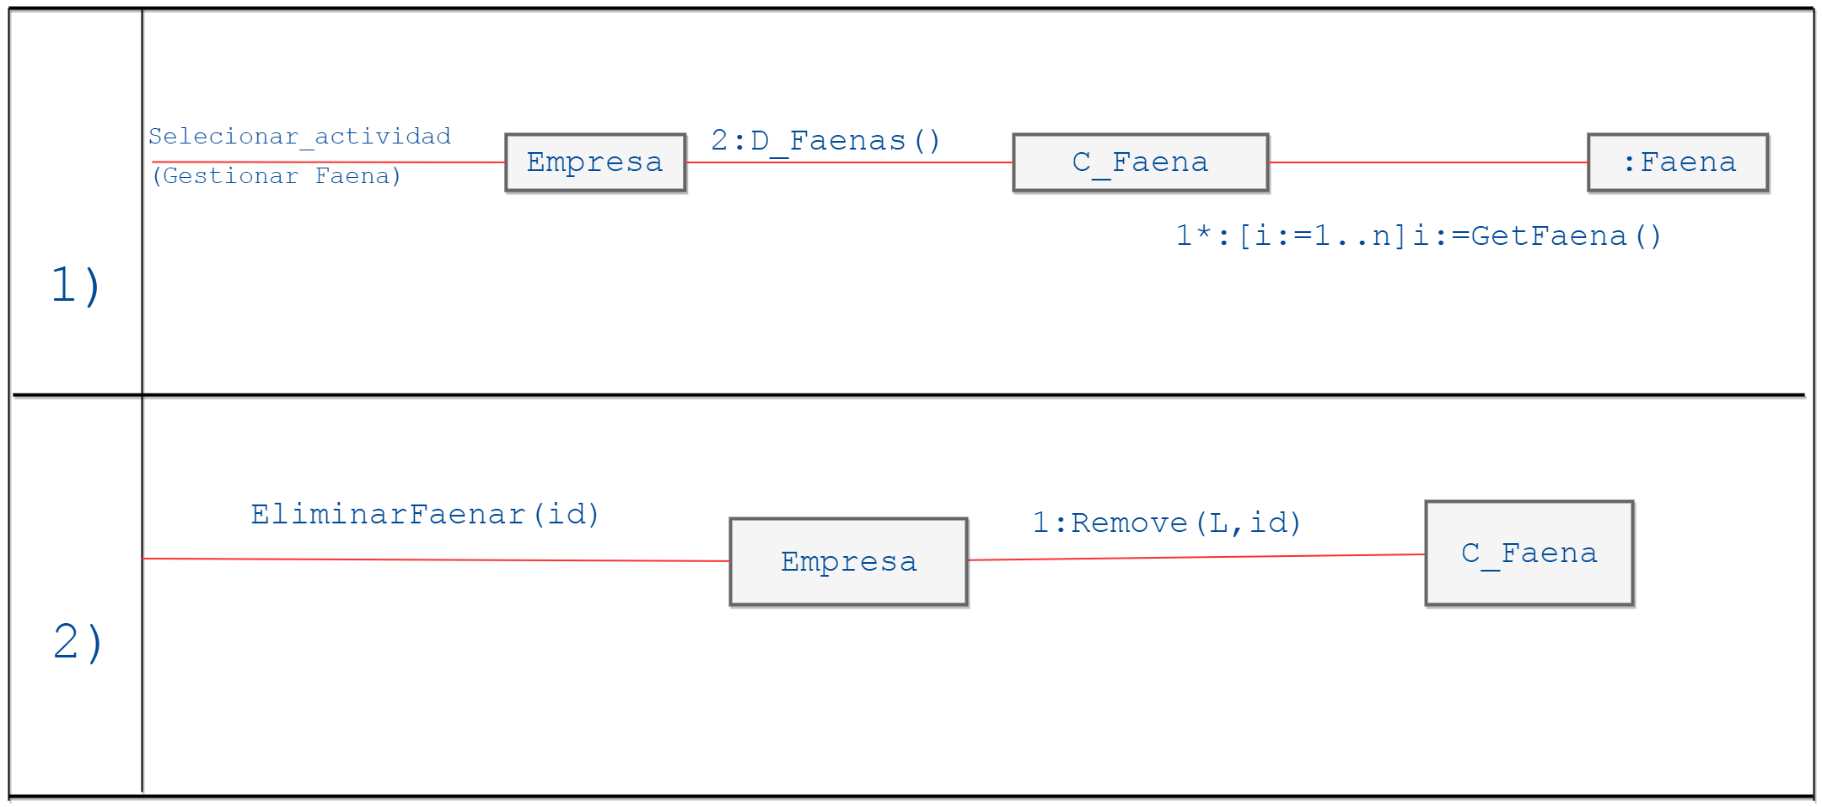 1)
Selecionar_actividad
(Gestionar Faena)
Empresa
2:D_Faenas()
C_Faena
:Faena
1*:[i:=1..n]i:=GetFaena()
2)
EliminarFaenar(id)
Empresa
1:Remove(L,id)
C_Faena